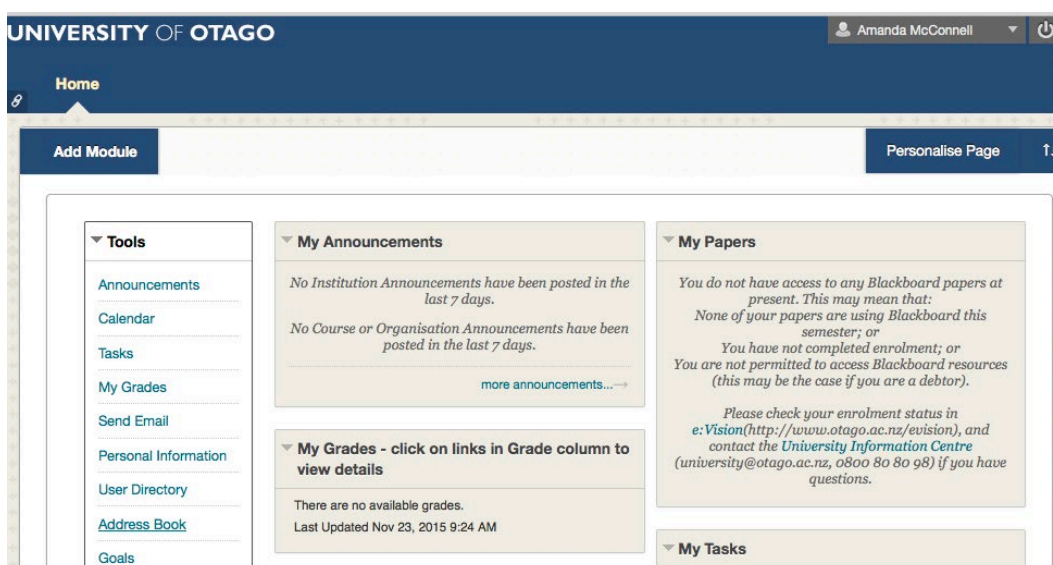 UNIVERSITY OF OTAGO
Amanda McConnell
Home
Add Module
Personalise Page
Tools
Announcements
Calendar
Tasks
My Grades
Send Email
Personal Information
User Directory
Address Book
Goals
My Announcements
No Institution Announcements have been posted in the
last 7 days.
No Course or Organisation Announcements have been
posted in the last 7 days.
more announcements...→
My Grades - click on links in Grade column to
view details
There are no available grades.
Last Updated Nov 23, 2015 9:24 AM
My Papers
You do not have access to any Blackboard papers at
present. This may mean that:
None of your papers are using Blackboard this
semester; or
You have not completed enrolment; or
You are not permitted to access Blackboard resources
(this may be the case if you are a debtor).
Please check your enrolment status in
e:Vision(http://www.otago.ac.nz/evision), and
contact the University Information Centre
(university@otago.ac.nz, 0800 80 80 98) if you have
questions.
My Tasks